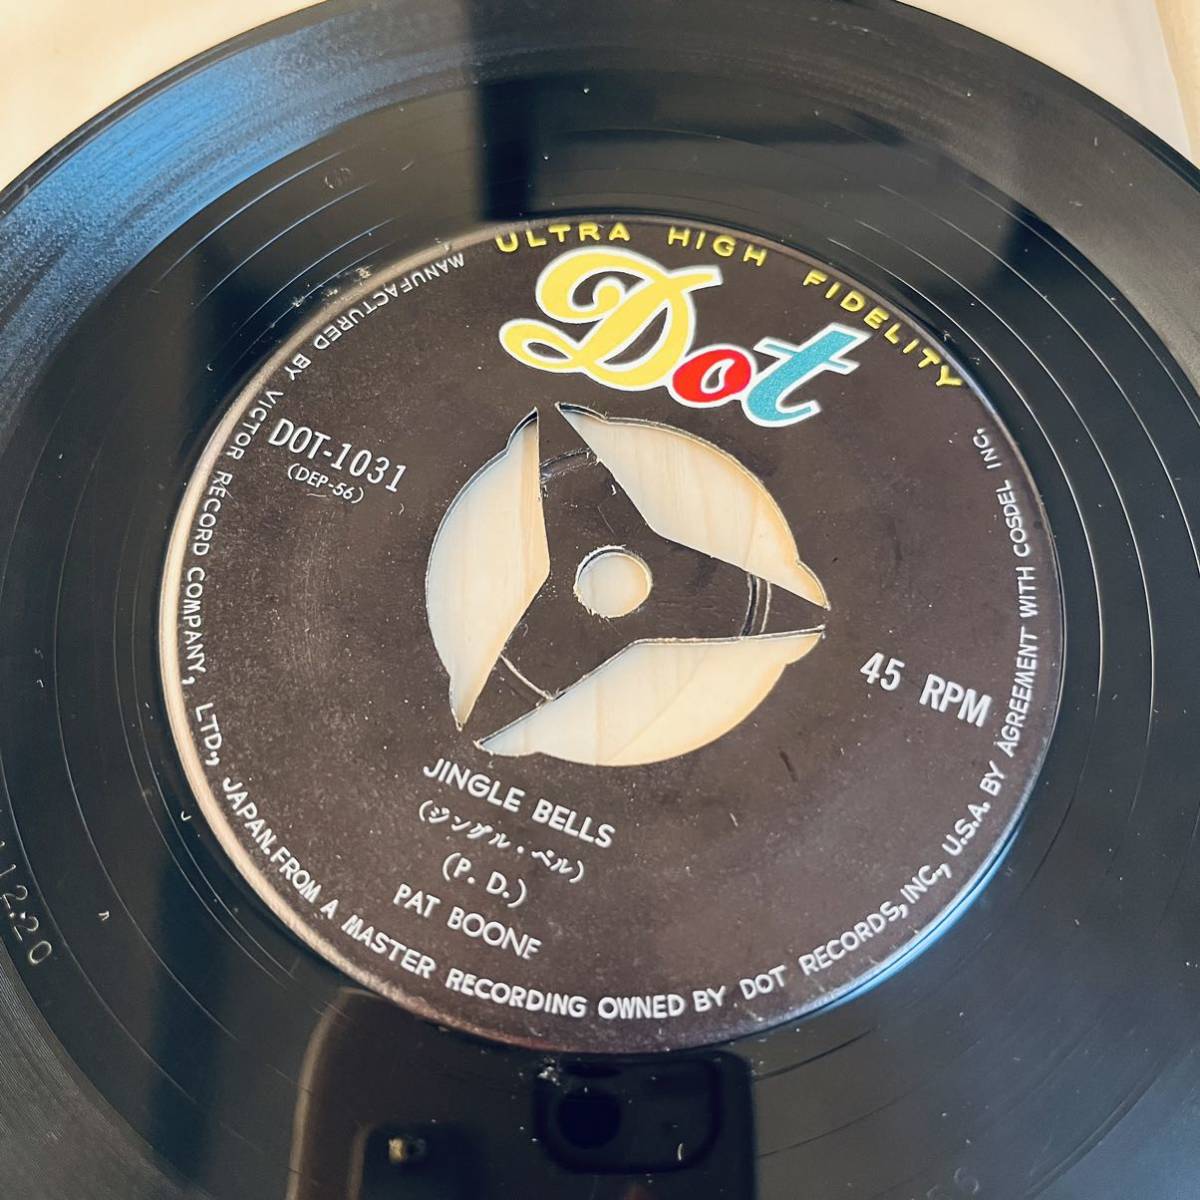 ULTRA HIGH FIDELITY
Dot
DOT-1031
(DEP-56)
45 RPM
JINGLE BELLS
(ジングル・ベル)
(P. D.)
PAT BOONE
MANUFACTURED BY VICTOR RECORD COMPANY, LTD., JAPAN. FROM A MASTER RECORDING OWNED BY DOT RECORDS, INC., U.S.A. BY AGREEMENT WITH COSDEL INC.